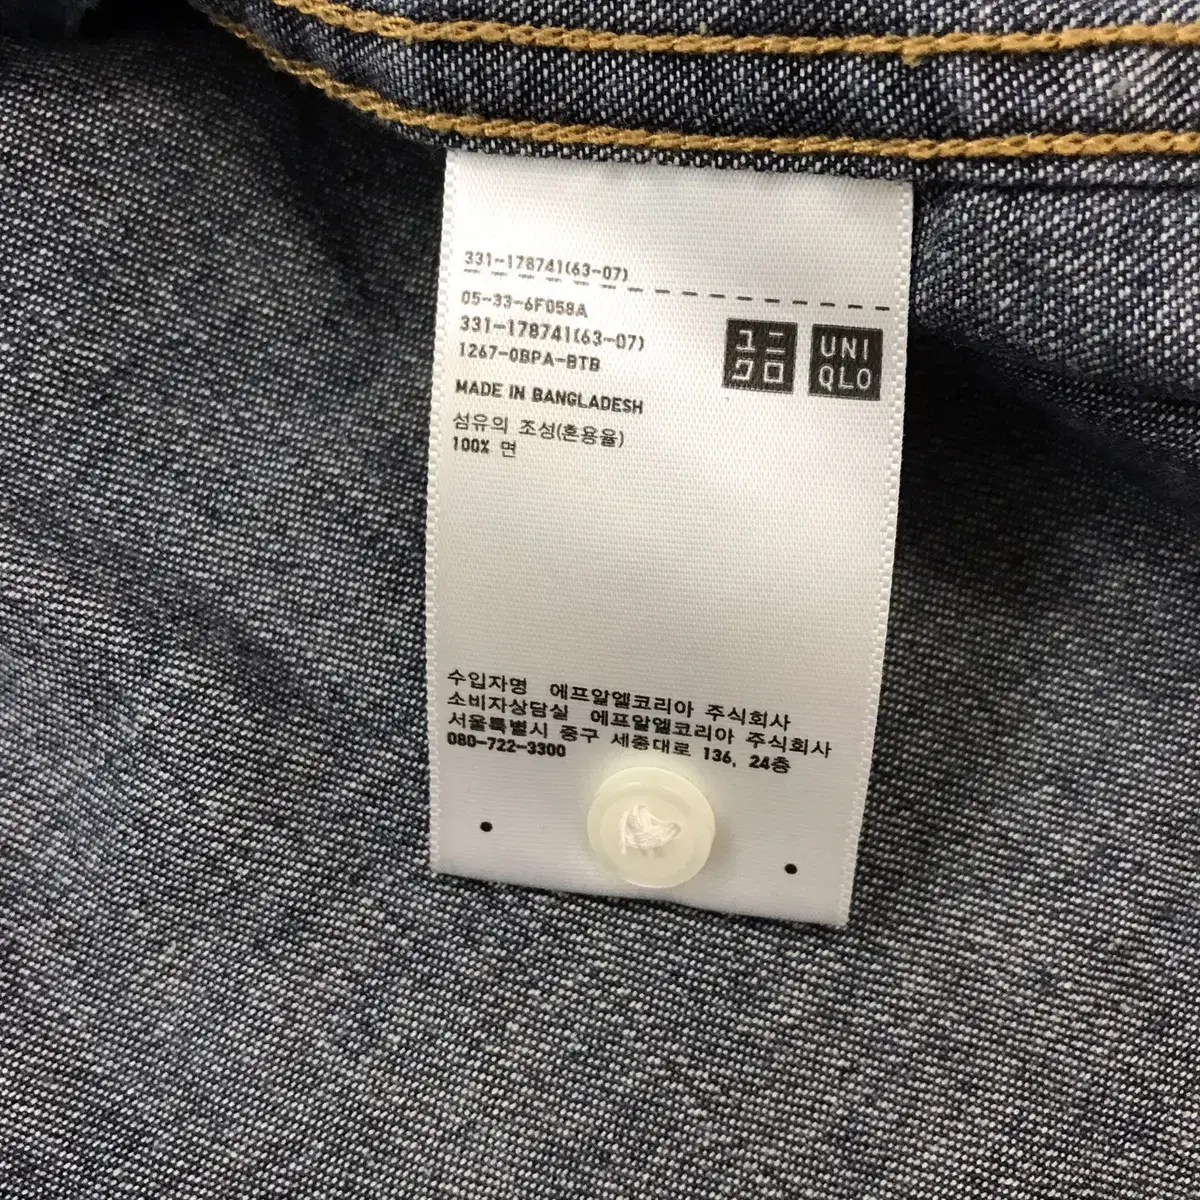 331-178741(63-07)
05-33-6F058A
331-178741(63-07)
1267-0BPA-BTB
MADE IN BANGLADESH
섬유의 조성(혼용율)
100% 면
ユニ
クロ
UNI
QLO
수입자명 에프알엘코리아 주식회사
소비자상담실 에프알엘코리아 주식회사
서울특별시 중구 세종대로 136, 24층
080-722-3300